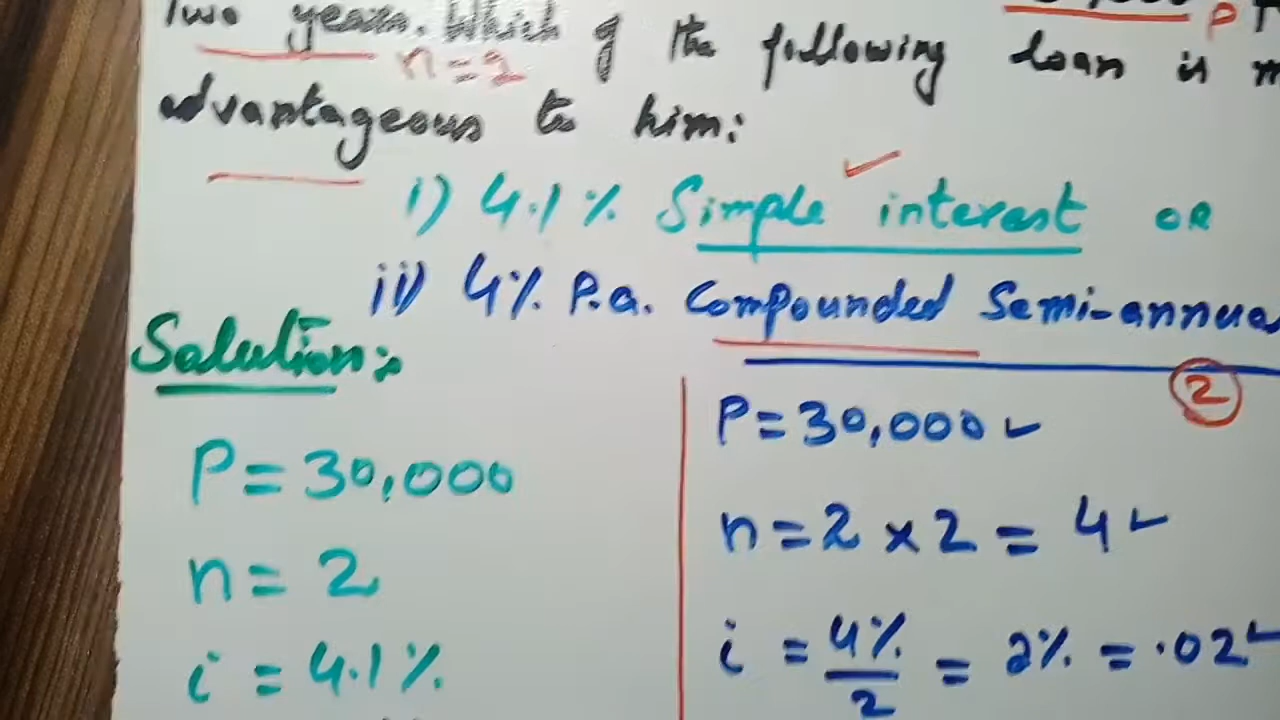 Two years. Which of the following loan is
n=2
P
advantageous to him:
i) 4.1% Simple interest OR
ii) 4% P.a. Compounded Semi-annua
Solution:
P = 30,000
n = 2
i = 4.1%
2
P = 30,000
n = 2 × 2 = 4
i = 4%/2 = 2% = .02